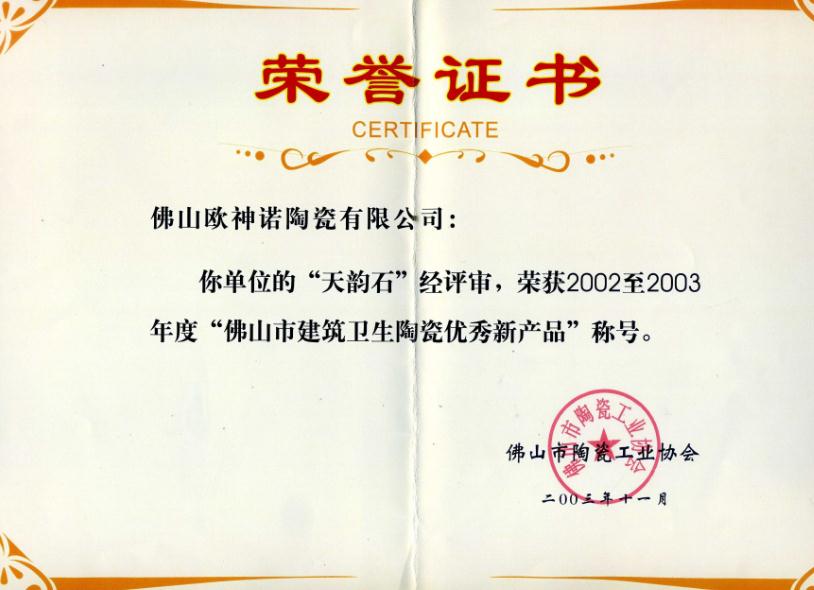 荣誉证书
CERTIFICATE
佛山欧神诺陶瓷有限公司：
你单位的“天韵石”经评审，荣获2002至2003
年度“佛山市建筑卫生陶瓷优秀新产品”称号。
佛山市陶瓷工业协会
佛山市陶瓷工业协会
二00三年十一月